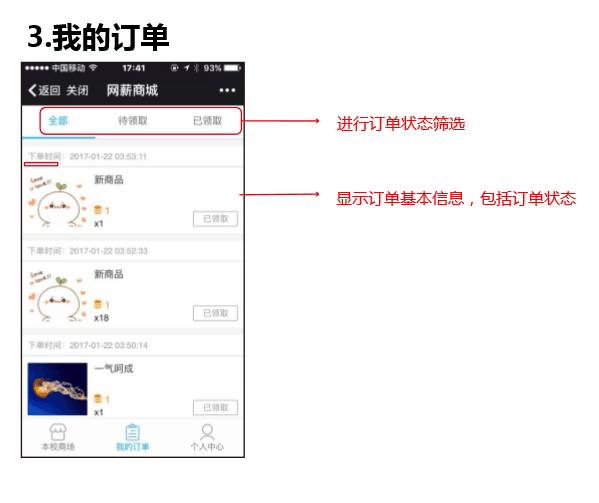 3.我的订单
中国移动 17:41 93%
返回 关闭 网薪商城
全部 待领取 已领取
进行订单状态筛选
下单时间: 2017-01-22 03:53:11
新商品
1
x1
已领取
显示订单基本信息，包括订单状态
下单时间: 2017-01-22 03:52:33
新商品
1
x18
已领取
下单时间: 2017-01-22 03:50:14
一气呵成
1
x1
已领取
本校商场 我的订单 个人中心